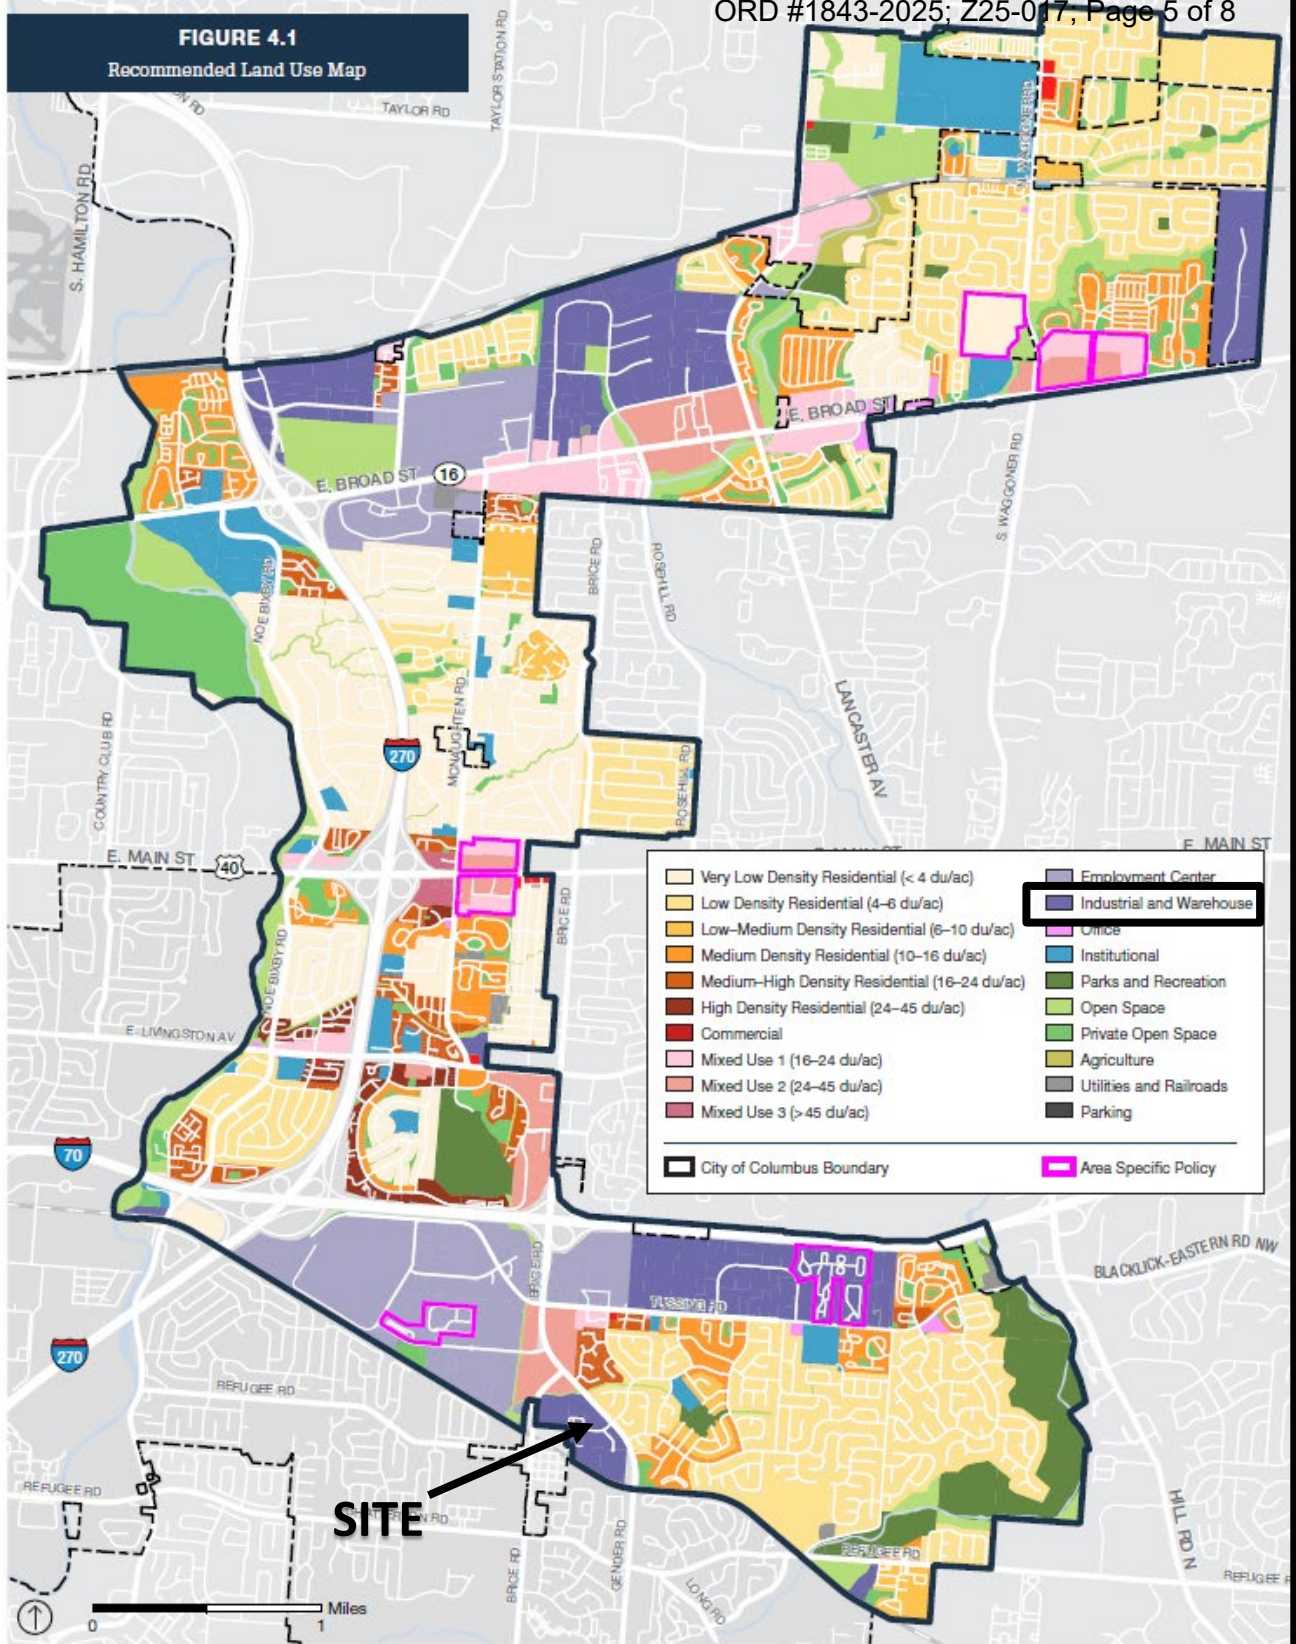 ORD #1843-2025; Z25-017; Page 5 of 8
FIGURE 4.1
Recommended Land Use Map
TAYLOR STATION RD
TAYLOR RD
S. HAMILTON RD
N. WAGGONER RD
E. BROAD ST
E. BROAD ST
16
S. WAGGONER RD
BRICE RD
ROSEHILL RD
NOE BIXBY RD
LANCASTER AV
MCNAUGHTEN RD
270
COUNTRY CLUB RD
ROSEHILL RD
E. MAIN ST
40
E. MAIN ST
BRICE RD
NOE BIXBY RD
E. LIVINGSTON AV
Very Low Density Residential (< 4 du/ac)
Low Density Residential (4–6 du/ac)
Low–Medium Density Residential (6–10 du/ac)
Medium Density Residential (10–16 du/ac)
Medium–High Density Residential (16–24 du/ac)
High Density Residential (24–45 du/ac)
Commercial
Mixed Use 1 (16–24 du/ac)
Mixed Use 2 (24–45 du/ac)
Mixed Use 3 (>45 du/ac)
Employment Center
Industrial and Warehouse
Office
Institutional
Parks and Recreation
Open Space
Private Open Space
Agriculture
Utilities and Railroads
Parking
City of Columbus Boundary
Area Specific Policy
70
BRICE RD
BLACKLICK-EASTERN RD NW
TUSSING RD
270
REFUGEE RD
REFUGEE RD
SITE
RD
HILL RD N
REFUGEE RD
BRICE RD
GENDER RD
LONG RD
REFUGEE R
0
1
Miles